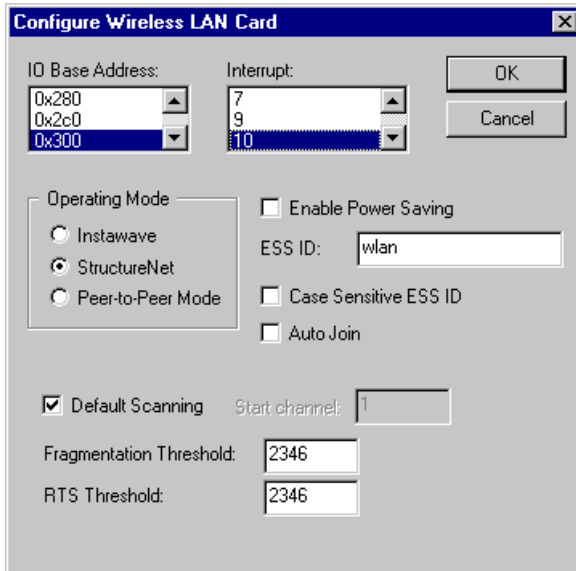 Configure Wireless LAN Card
IO Base Address:
0x280
0x2c0
0x300
Interrupt:
7
9
10
OK
Cancel
Operating Mode
Instawave
StructureNet
Peer-to-Peer Mode
Enable Power Saving
ESS ID: wlan
Case Sensitive ESS ID
Auto Join
Default Scanning Start channel: 1
Fragmentation Threshold: 2346
RTS Threshold: 2346